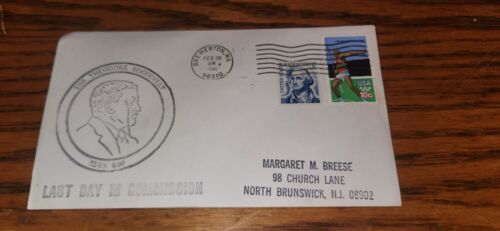 USS THEODORE ROOSEVELT
SSBN 600
LAST DAY IN COMMISSION
BREMERTON, WA
FEB 28
AM
98310
USA
10c
MARGARET M. BREESE
98 CHURCH LANE
NORTH BRUNSWICK, N.J. 08902